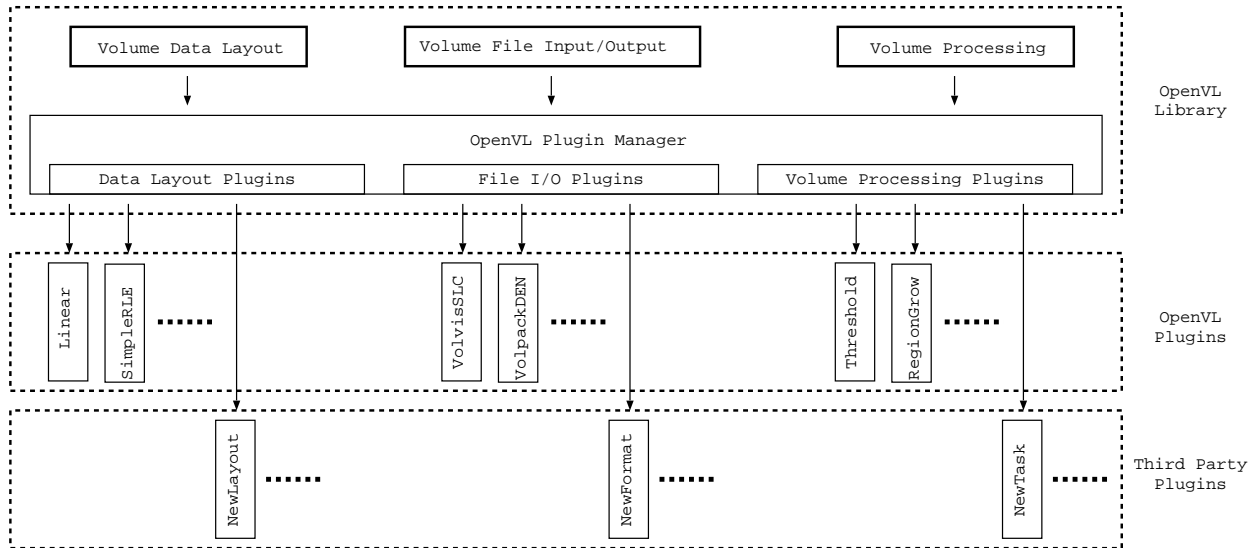 Volume Data Layout
Volume File Input/Output
Volume Processing
OpenVL
Library
OpenVL Plugin Manager
Data Layout Plugins
File I/O Plugins
Volume Processing Plugins
Linear
SimpleRLE
VolvisSLC
VolpackDEN
Threshold
RegionGrow
OpenVL
Plugins
NewLayout
NewFormat
NewTask
Third Party
Plugins